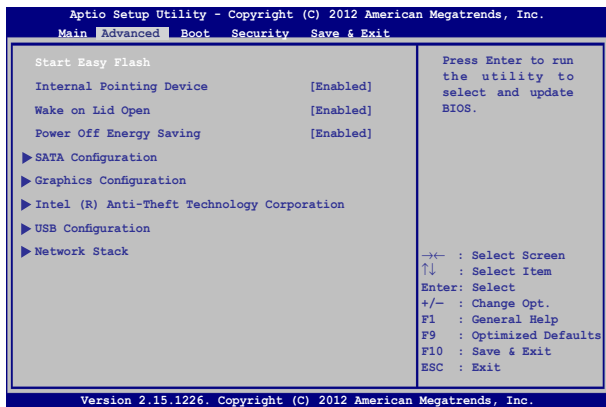 Aptio Setup Utility - Copyright (C) 2012 American Megatrends, Inc.
Main Advanced Boot Security Save & Exit
Start Easy Flash
Internal Pointing Device [Enabled]
Wake on Lid Open [Enabled]
Power Off Energy Saving [Enabled]
SATA Configuration
Graphics Configuration
Intel (R) Anti-Theft Technology Corporation
USB Configuration
Network Stack
Press Enter to run
the utility to
select and update
BIOS.
→← : Select Screen
↑↓ : Select Item
Enter: Select
+/— : Change Opt.
F1 : General Help
F9 : Optimized Defaults
F10 : Save & Exit
ESC : Exit
Version 2.15.1226. Copyright (C) 2012 American Megatrends, Inc.